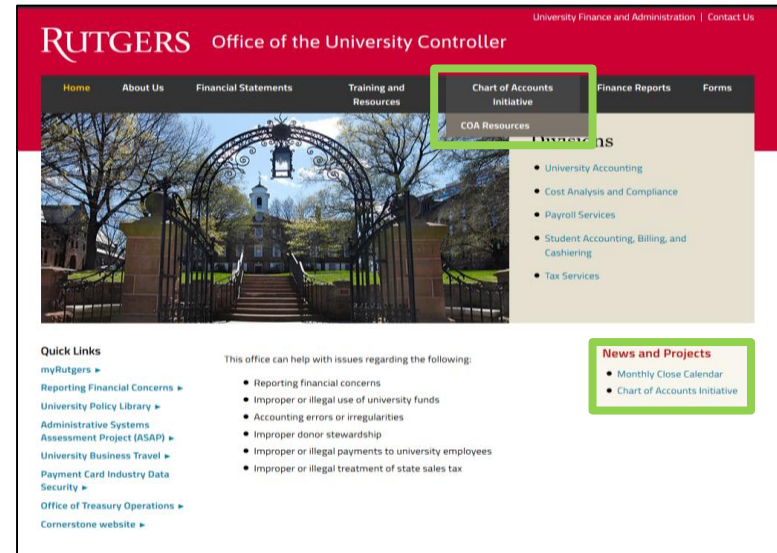 University Finance and Administration | Contact Us
RUTGERS Office of the University Controller
Home About Us Financial Statements Training and Resources Chart of Accounts Initiative Finance Reports Forms
COA Resources
Divisions
University Accounting
Cost Analysis and Compliance
Payroll Services
Student Accounting, Billing, and
Cashiering
Tax Services
Quick Links
myRutgers ►
Reporting Financial Concerns ►
University Policy Library ►
Administrative Systems
Assessment Project (ASAP) ►
University Business Travel ►
Payment Card Industry Data
Security ►
Office of Treasury Operations ►
Cornerstone website ►
This office can help with issues regarding the following:
Reporting financial concerns
Improper or illegal use of university funds
Accounting errors or irregularities
Improper donor stewardship
Improper or illegal payments to university employees
Improper or illegal treatment of state sales tax
News and Projects
Monthly Close Calendar
Chart of Accounts Initiative